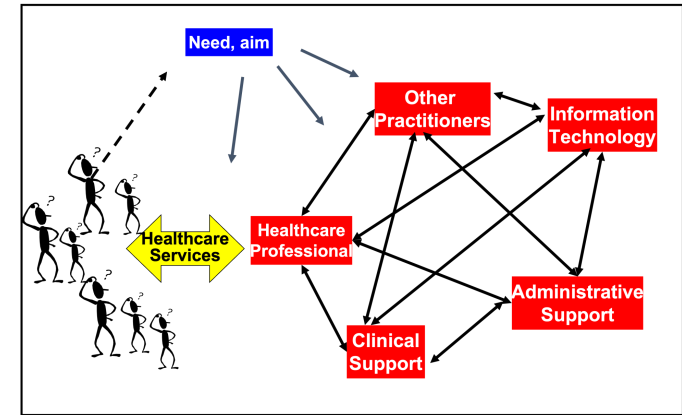 Need, aim
Other
Practitioners
Information
Technology
?
?
?
?
Healthcare
Services
Healthcare
Professional
?
?
?
Administrative
Support
Clinical
Support